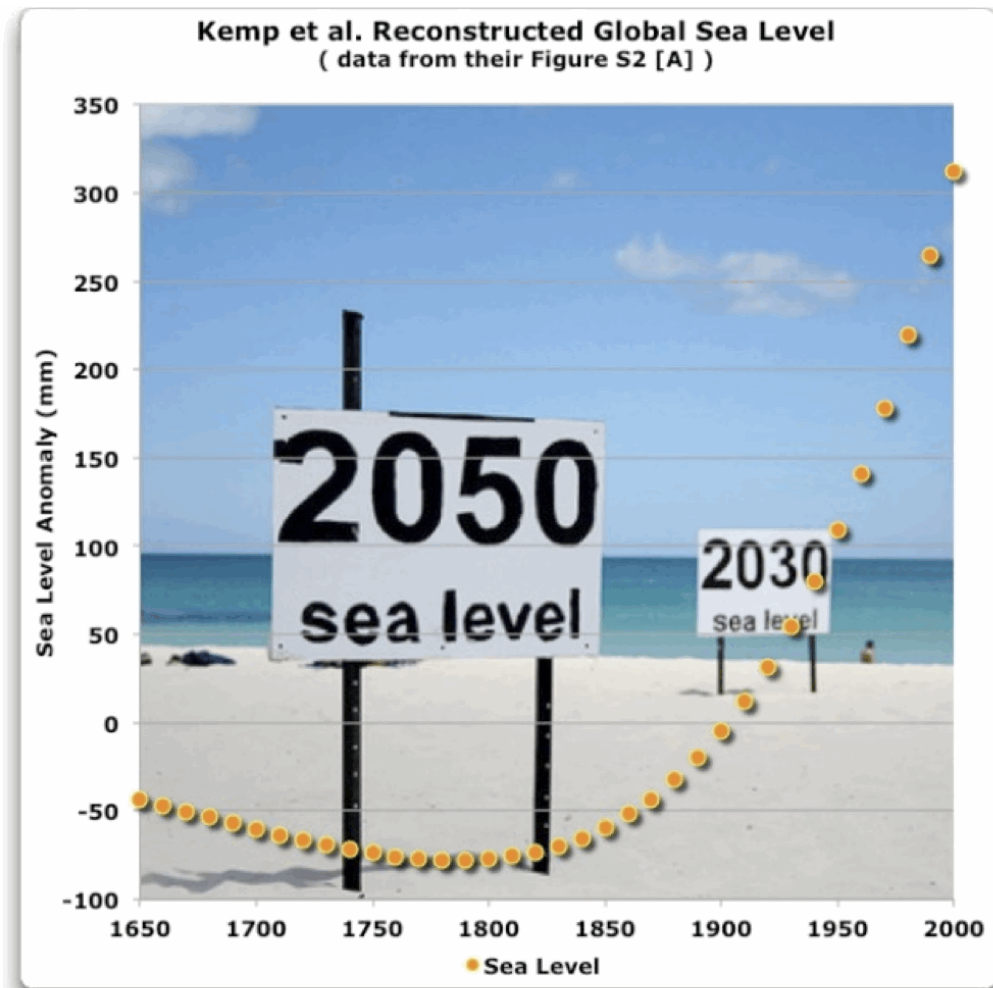 Kemp et al. Reconstructed Global Sea Level
( data from their Figure S2 [A] )
350
300
250
200
150
100
50
0
-50
-100
Sea Level Anomaly (mm)
2050
sea level
2030
sea level
1650 1700 1750 1800 1850 1900 1950 2000
Sea Level